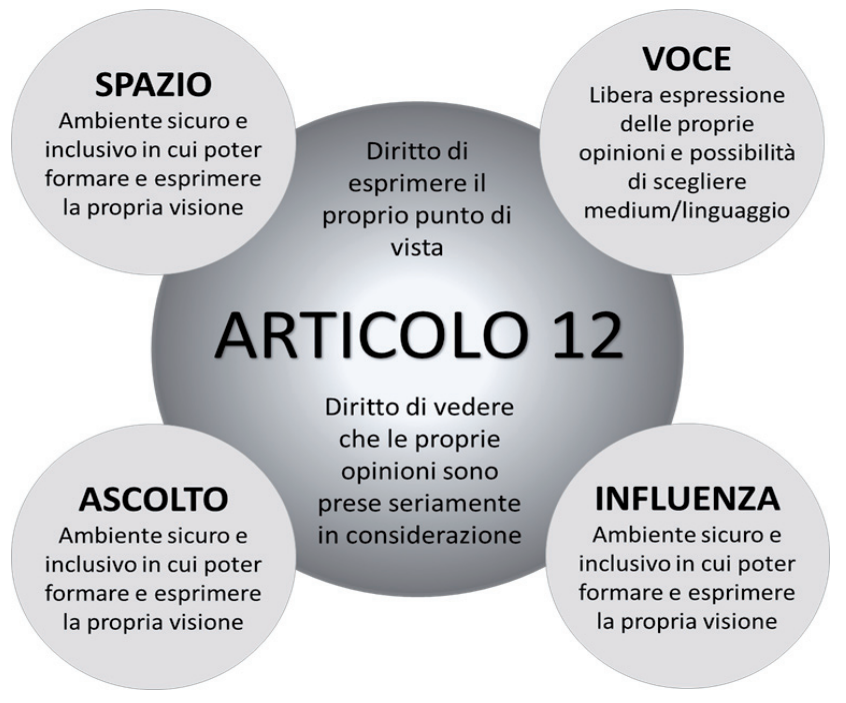 SPAZIO
Ambiente sicuro e
inclusivo in cui poter
formare e esprimere
la propria visione
VOCE
Libera espressione
delle proprie
opinioni e possibilità
di scegliere
medium/linguaggio
Diritto di
esprimere il
proprio punto di
vista
ARTICOLO 12
Diritto di vedere
che le proprie
opinioni sono
prese seriamente
in considerazione
ASCOLTO
Ambiente sicuro e
inclusivo in cui poter
formare e esprimere
la propria visione
INFLUENZA
Ambiente sicuro e
inclusivo in cui poter
formare e esprimere
la propria visione